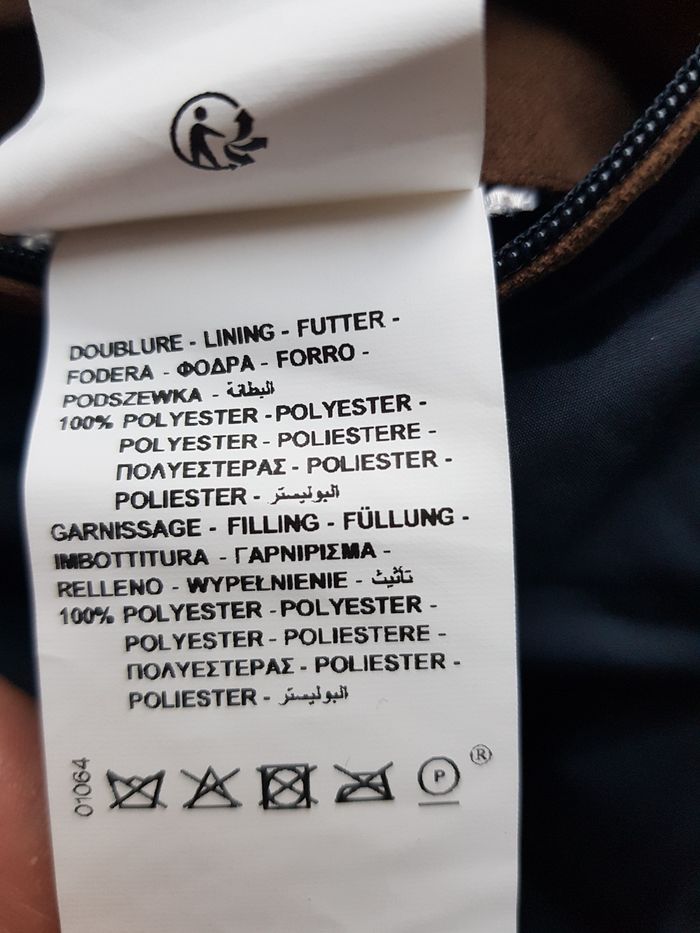 DOUBLURE - LINING - FUTTER -
FODERA - ΦΟΔΡΑ - FORRO -
PODSZEWKA - البطانة
100% POLYESTER -POLYESTER -
POLYESTER - POLIESTERE -
ΠΟΛΥΕΣΤΕΡΑΣ - POLIESTER -
POLIESTER - البوليستر
GARNISSAGE - FILLING - FÜLLUNG -
IMBOTTITURA - ΓΑΡΝΙΡΙΣΜΑ -
RELLENO - WYPEŁNIENIE - تأثيث
100% POLYESTER -POLYESTER -
POLYESTER - POLIESTERE -
ΠΟΛΥΕΣΤΕΡΑΣ - POLIESTER -
POLIESTER - البوليستر
01064
P ®